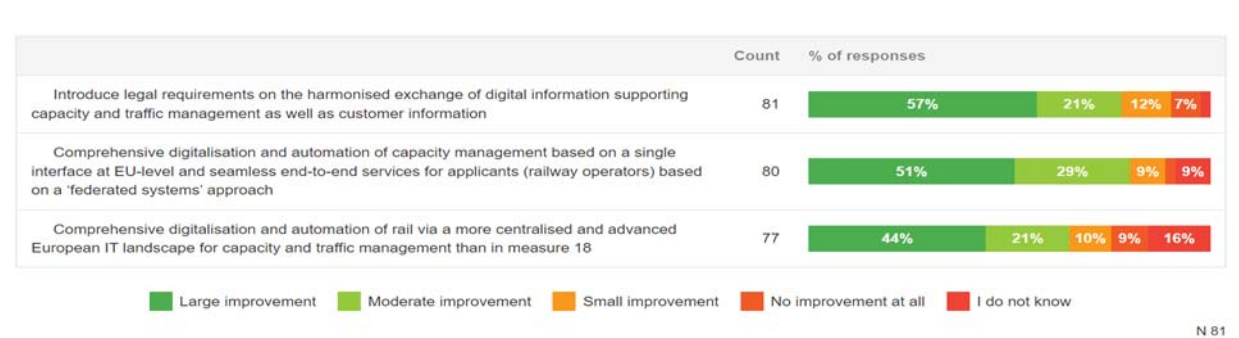 Count % of responses
Introduce legal requirements on the harmonised exchange of digital information supporting
capacity and traffic management as well as customer information
81
57% 21% 12% 7%
Comprehensive digitalisation and automation of capacity management based on a single
interface at EU-level and seamless end-to-end services for applicants (railway operators) based
on a ‘federated systems’ approach
80
51% 29% 9% 9%
Comprehensive digitalisation and automation of rail via a more centralised and advanced
European IT landscape for capacity and traffic management than in measure 18
77
44% 21% 10% 9% 16%
Large improvement Moderate improvement Small improvement No improvement at all I do not know
N 81